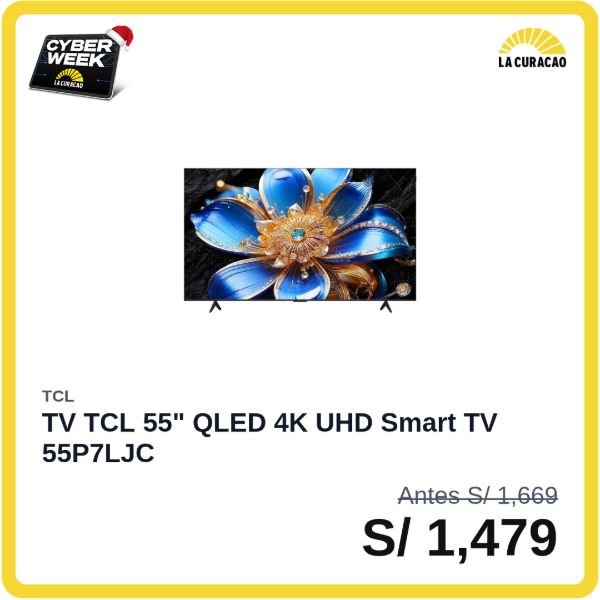 CYBER
WEEK
LA CURACAO
LA CURACAO
TCL
TV TCL 55" QLED 4K UHD Smart TV
55P7LJC
Antes S/ 1,669
S/ 1,479